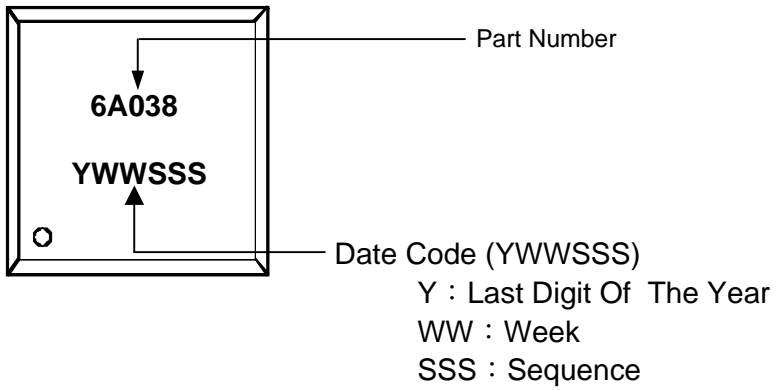 Part Number
6A038
YWWSSS
Date Code (YWWSSS)
Y：Last Digit Of The Year
WW：Week
SSS：Sequence